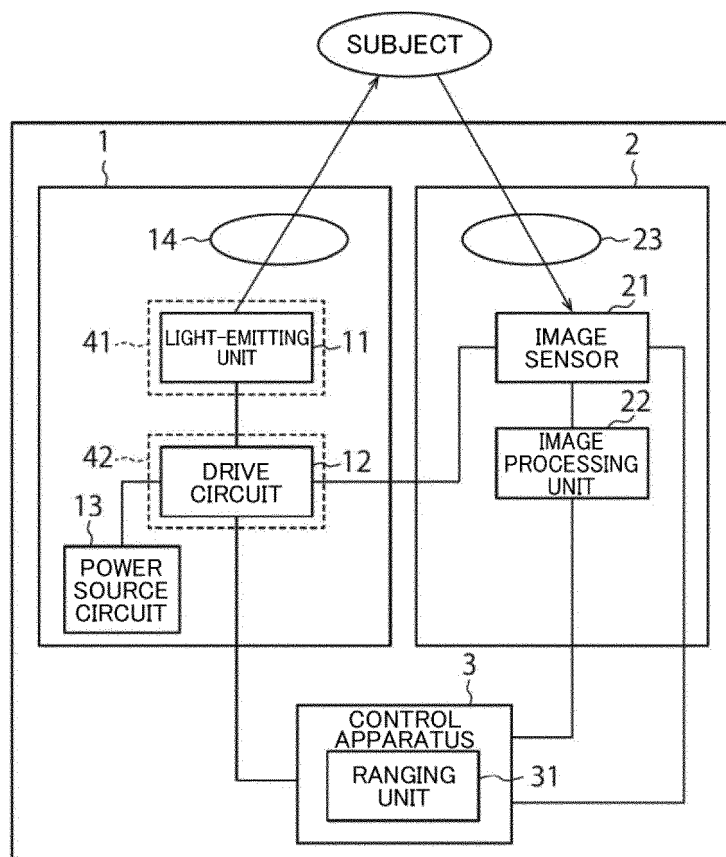 SUBJECT
1
2
14
23
21
41
LIGHT-EMITTING
UNIT
11
IMAGE
SENSOR
22
42
DRIVE
CIRCUIT
12
IMAGE
PROCESSING
UNIT
13
POWER
SOURCE
CIRCUIT
3
CONTROL
APPARATUS
RANGING
UNIT
31